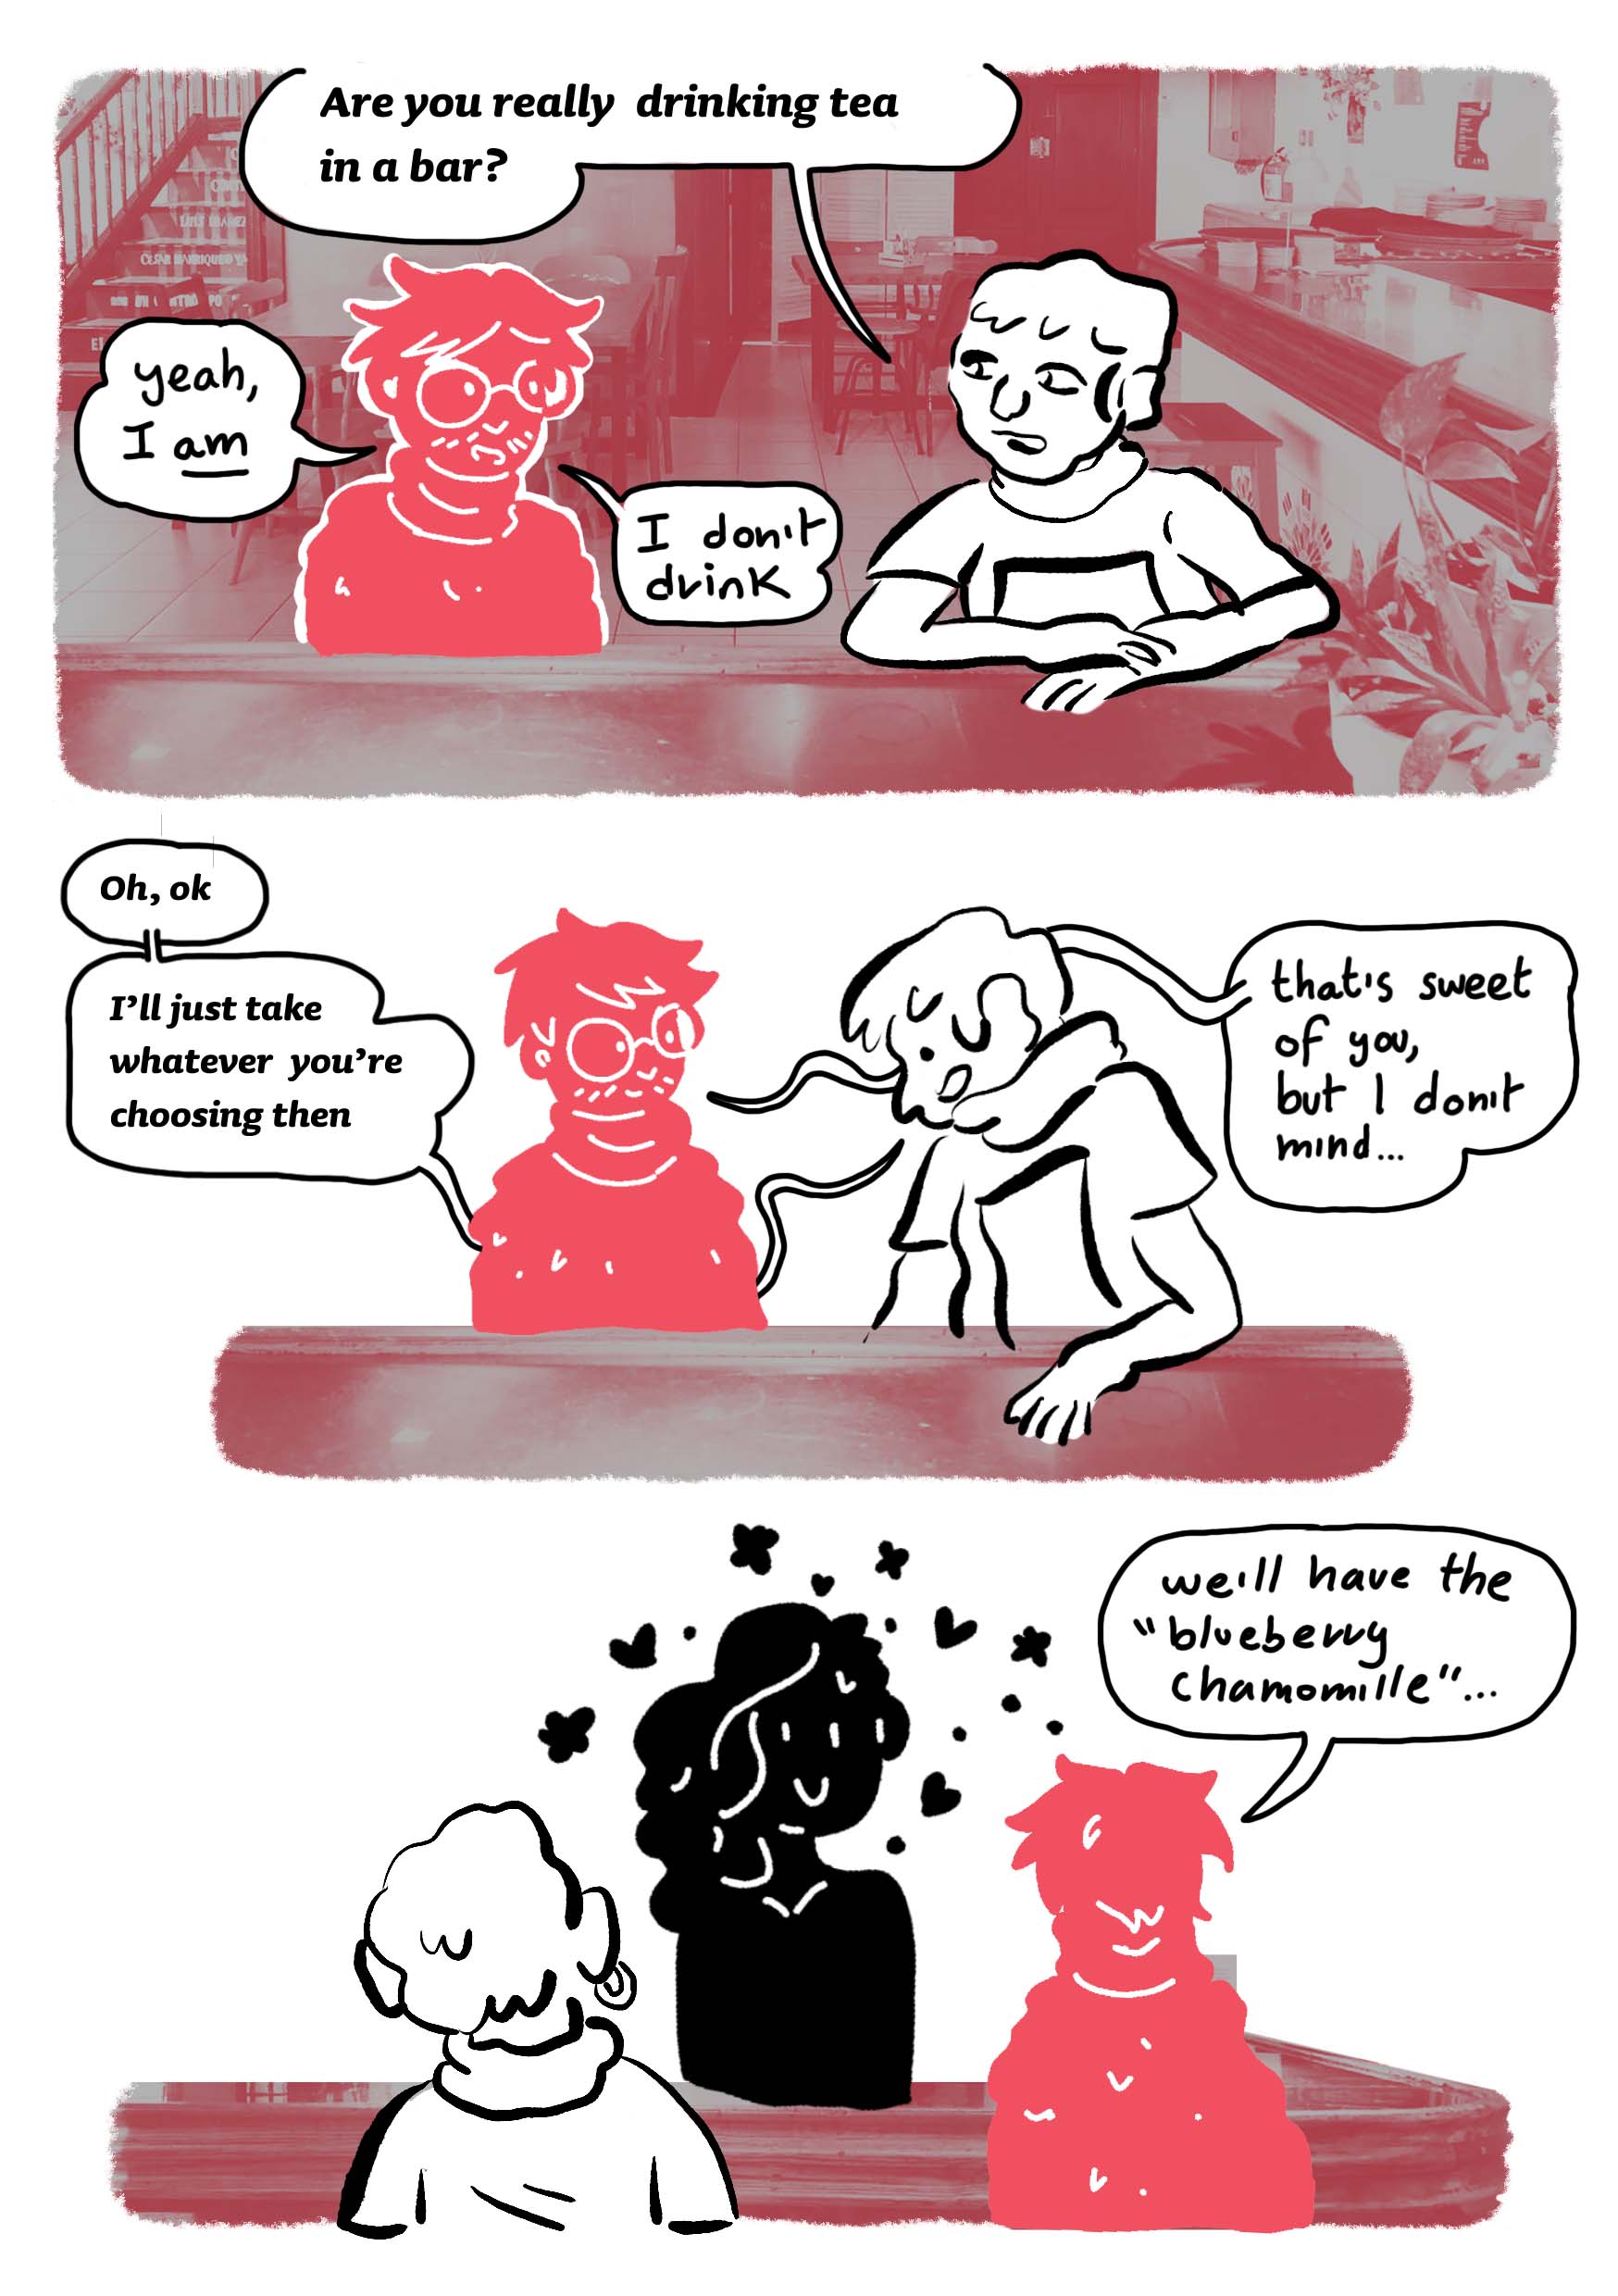 Are you really drinking tea
in a bar?
yeah,
I am
I don't
drink
Oh, ok
I'll just take
whatever you're
choosing then
that's sweet
of you,
but I don't
mind...
we'll have the
"blueberry
chamomille"...